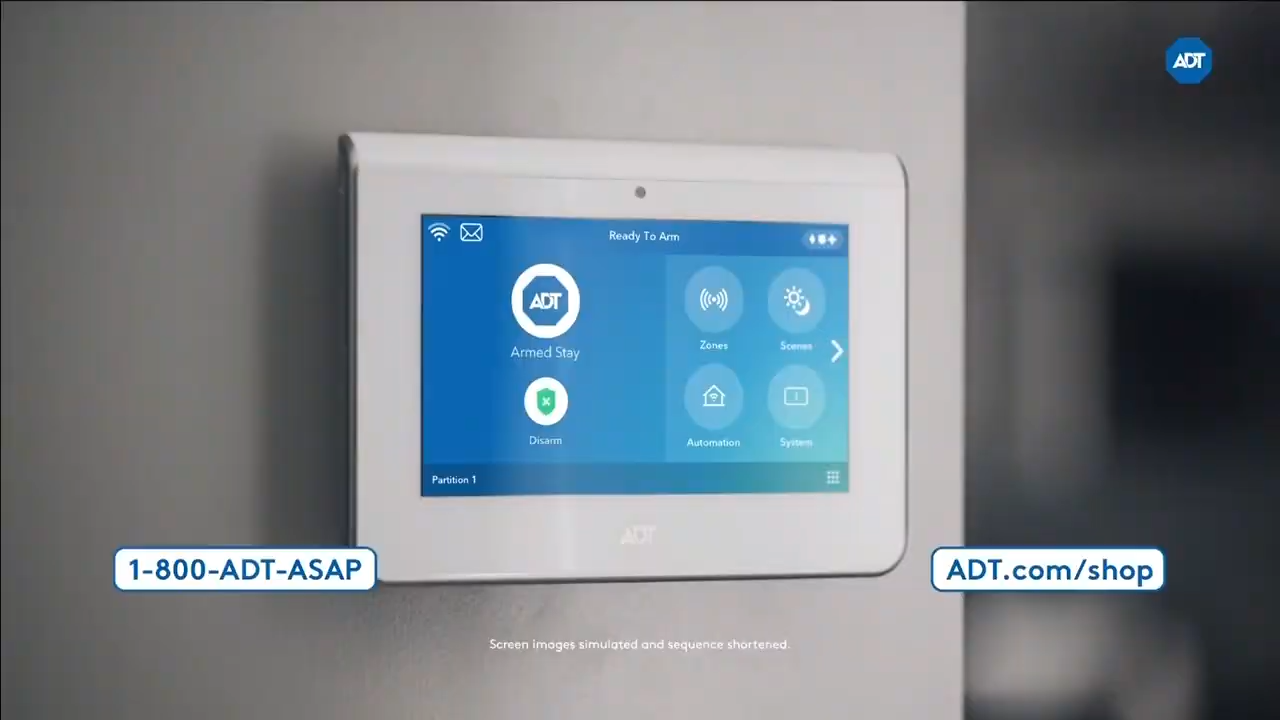 ADT
Ready To Arm
ADT
Armed Stay
Zones
Scenes
Disarm
Automation
System
Partition 1
ADT
1-800-ADT-ASAP
ADT.com/shop
Screen images simulated and sequence shortened.